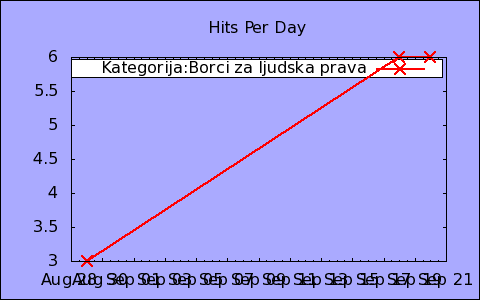 Hits Per Day
6
Kategorija:Borci za ljudska prava
5.5
5
4.5
4
3.5
3
Aug 28 Aug 30 Sep 01 Sep 03 Sep 05 Sep 07 Sep 09 Sep 11 Sep 13 Sep 15 Sep 17 Sep 19 Sep 21